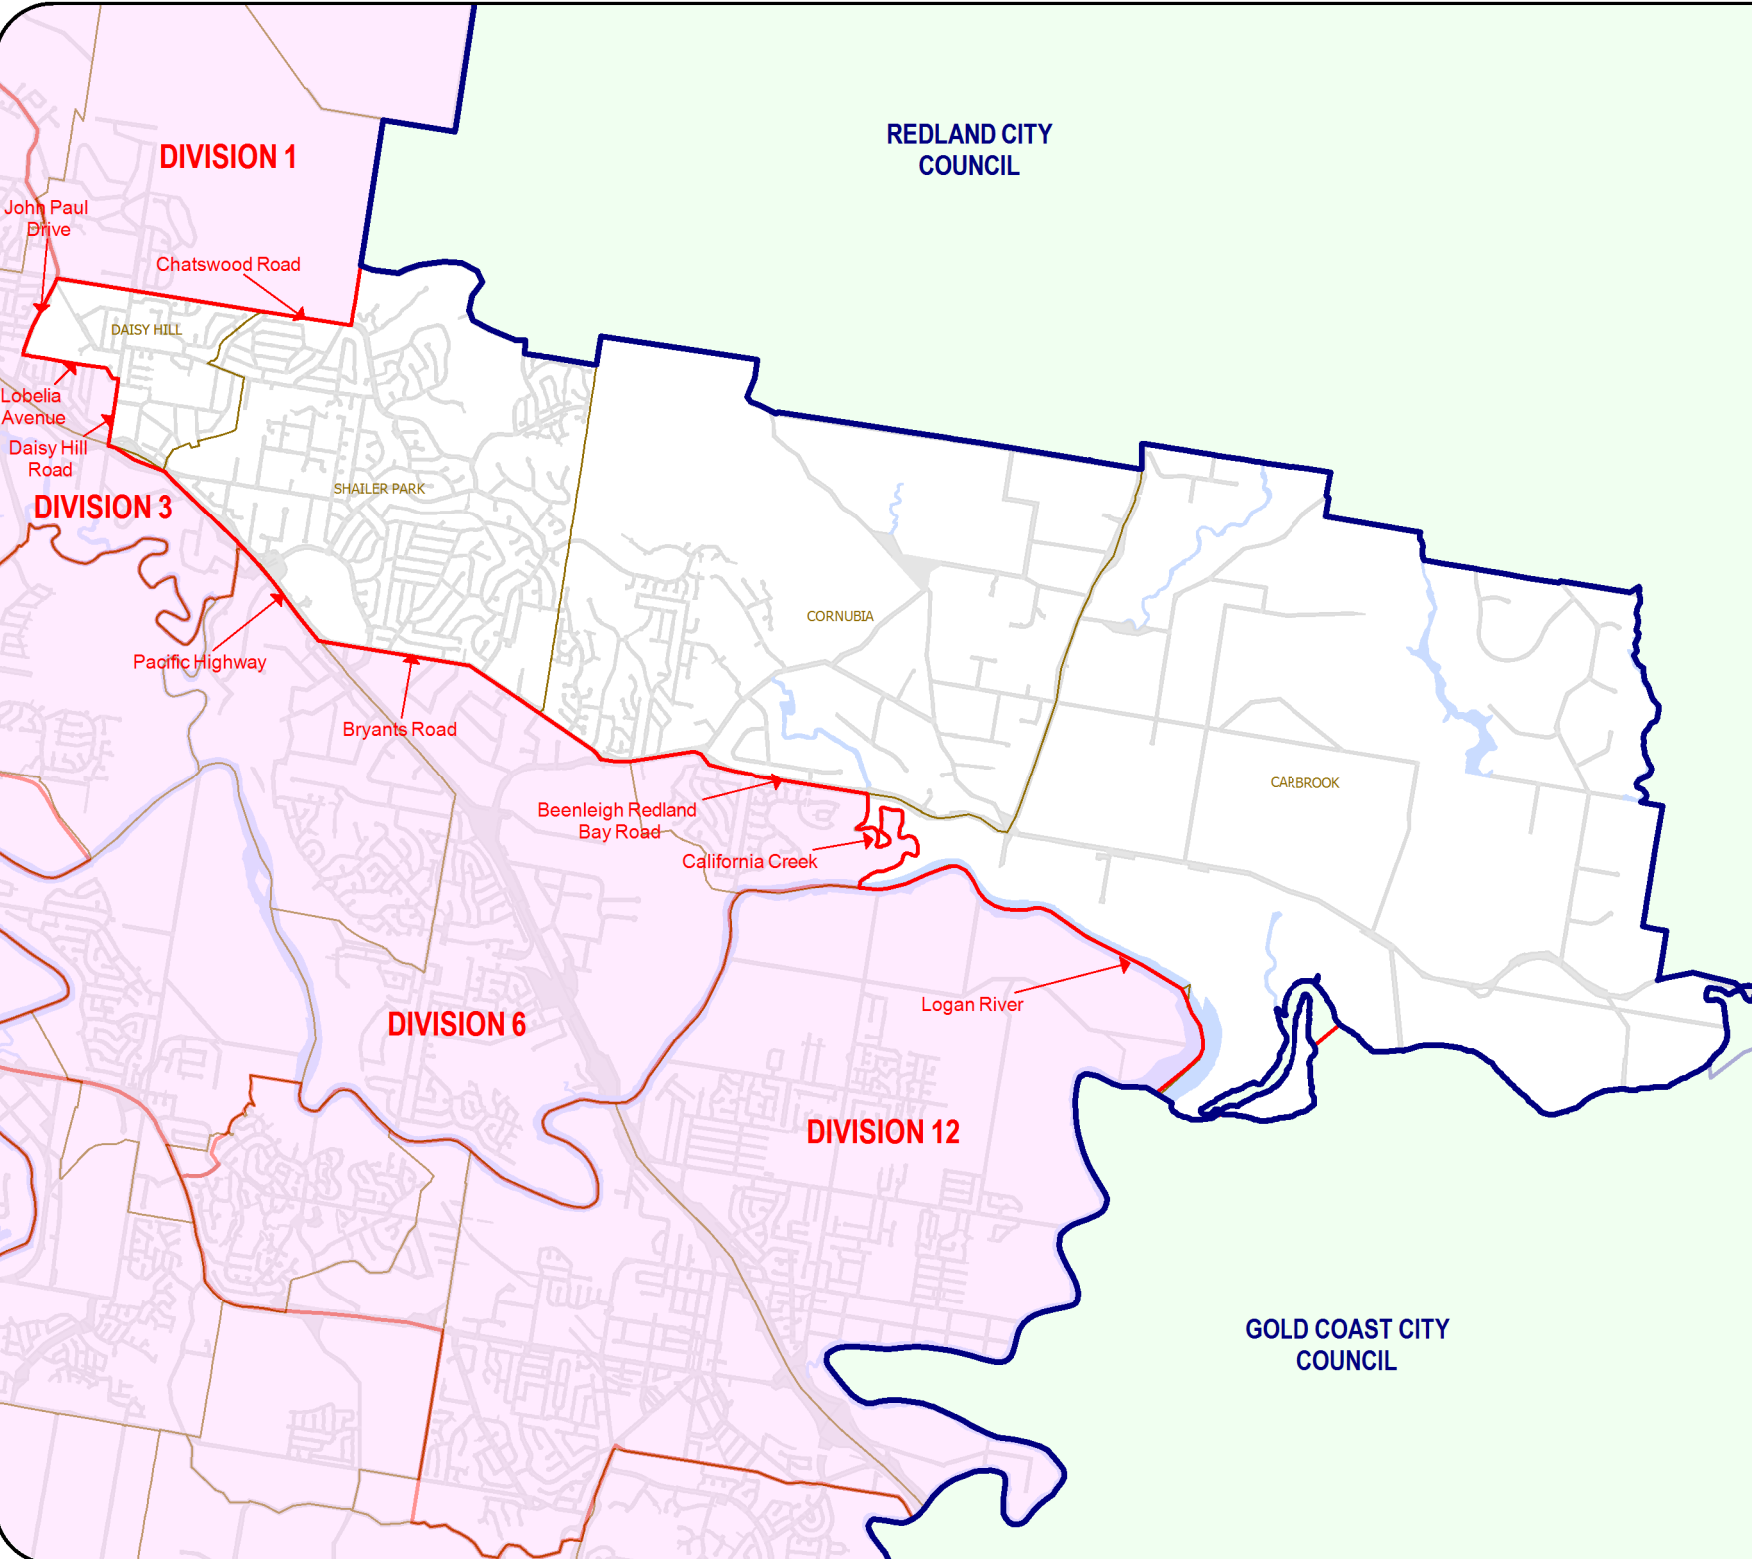 REDLAND CITY
COUNCIL
DIVISION 1
John Paul
Drive
Chatswood Road
DAISY HILL
Lobelia
Avenue
Daisy Hill
Road
SHAILER PARK
DIVISION 3
CORNUBIA
Pacific Highway
Bryants Road
CARBROOK
Beenleigh Redland
Bay Road
California Creek
Logan River
DIVISION 6
DIVISION 12
GOLD COAST CITY
COUNCIL